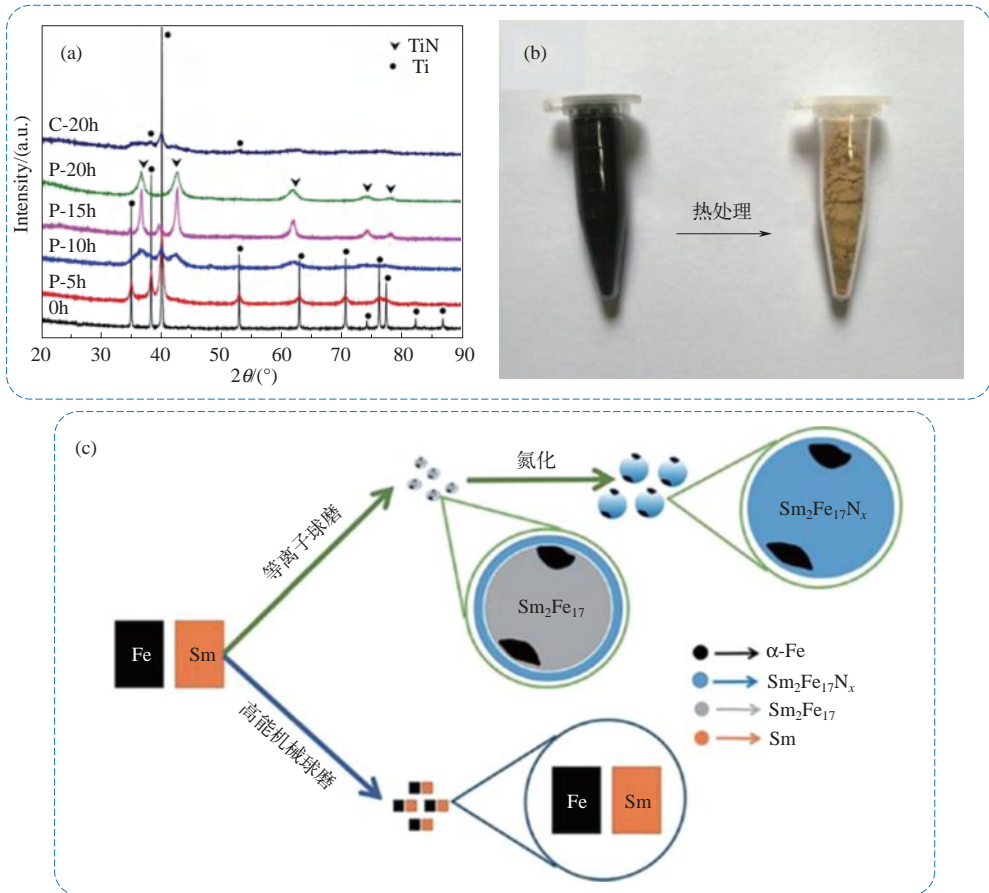 (a)
TiN
Ti
C-20h
P-20h
P-15h
P-10h
P-5h
0h
Intensity/(a.u.)
20 30 40 50 60 70 80 90
2θ/(°)
(b)
热处理
(c)
等离子球磨
氮化
Sm₂Fe₁₇Nₓ
Sm₂Fe₁₇
Fe Sm
高能机械球磨
α-Fe
Sm₂Fe₁₇Nₓ
Sm₂Fe₁₇
Sm
Fe Sm